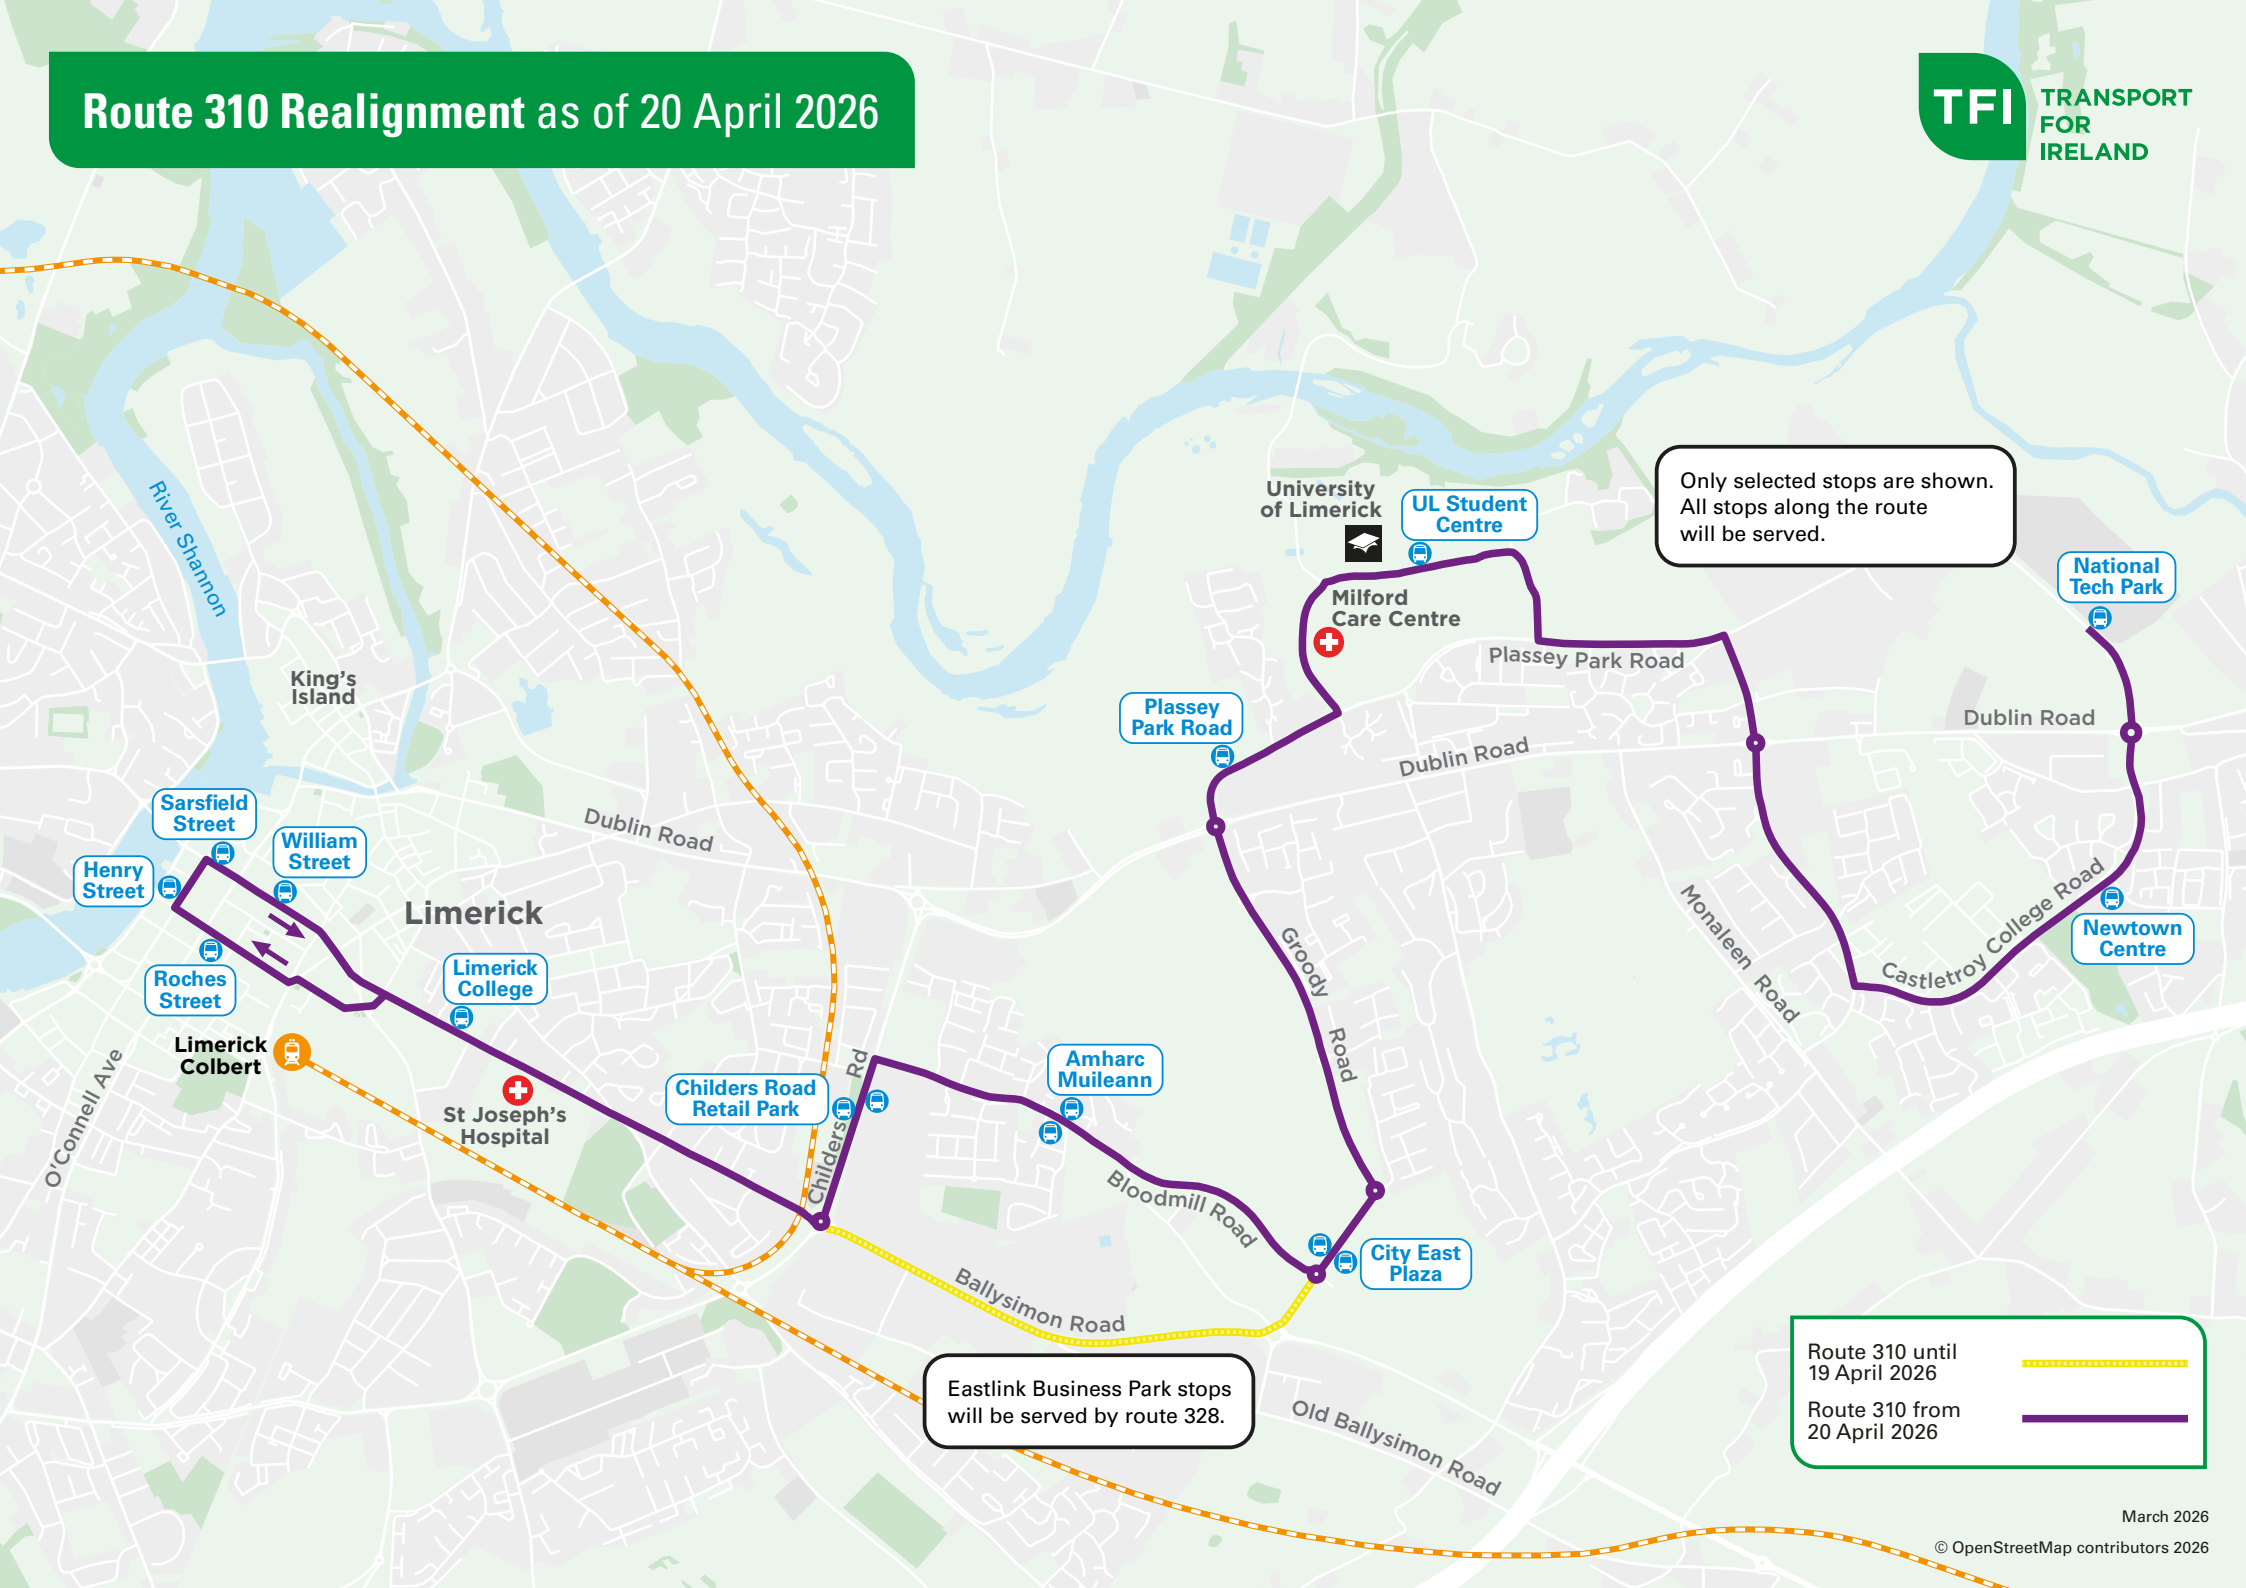 Route 310 Realignment as of 20 April 2026
TFI
TRANSPORT
FOR
IRELAND
Only selected stops are shown.
All stops along the route
will be served.
University
of Limerick
UL Student
Centre
National
Tech Park
River Shannon
Milford
Care Centre
Plassey Park Road
King's
Island
Plassey
Park Road
Dublin Road
Dublin Road
Dublin Road
Sarsfield
Street
William
Street
Henry
Street
Limerick
Roches
Street
Limerick
College
Groody Road
Monaleen Road
Castletroy College Road
Newtown
Centre
Limerick
Colbert
O'Connell Ave
St Joseph's
Hospital
Childers Road
Retail Park
Childers Rd
Amharc
Muileann
Bloodmill Road
City East
Plaza
Ballysimon Road
Eastlink Business Park stops
will be served by route 328.
Old Ballysimon Road
Route 310 until
19 April 2026
Route 310 from
20 April 2026
March 2026
© OpenStreetMap contributors 2026